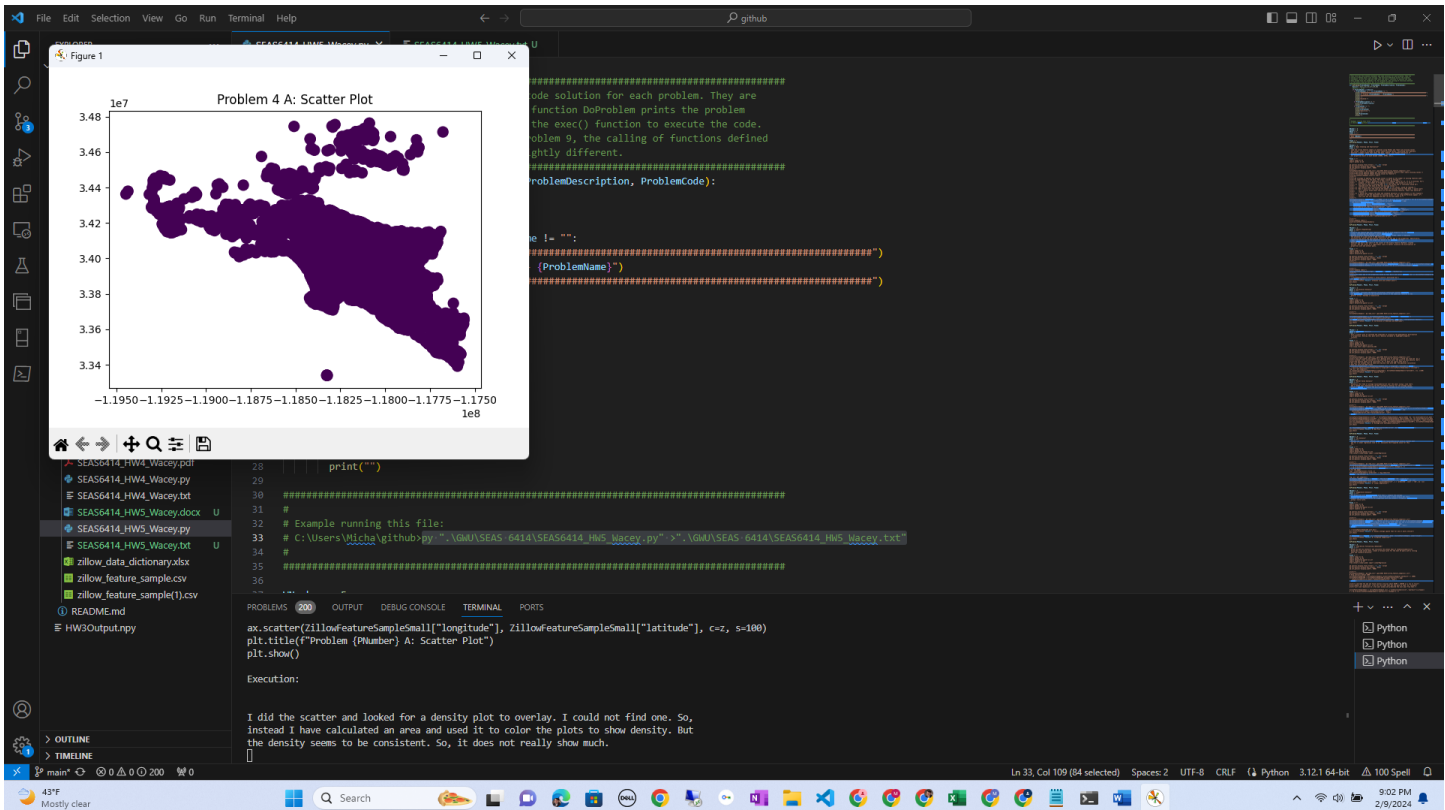 File Edit Selection View Go Run Terminal Help
github
SEAS6414_HW5_Wacey.py
SEAS6414_HW5_Wacey.txt U
Figure 1
Problem 4 A: Scatter Plot
1e7
3.48
3.46
3.44
3.42
3.40
3.38
3.36
3.34
−1.1950−1.1925−1.1900−1.1875−1.1850−1.1825−1.1800−1.1775−1.1750
1e8
###########################################
ode solution for each problem. They are
function DoProblem prints the problem
the exec() function to execute the code.
oblem 9, the calling of functions defined
ghtly different.
###########################################
ProblemDescription, ProblemCode):
me != "":
##########################################################")
{ProblemName}")
##########################################################")
SEAS6414_HW4_Wacey.pdf
SEAS6414_HW4_Wacey.py
SEAS6414_HW4_Wacey.txt
SEAS6414_HW5_Wacey.docx U
SEAS6414_HW5_Wacey.py
SEAS6414_HW5_Wacey.txt U
zillow_data_dictionary.xlsx
zillow_feature_sample.csv
zillow_feature_sample(1).csv
README.md
HW3Output.npy
OUTLINE
TIMELINE
28 print("")
29
30 ######################################################################################
31 #
32 # Example running this file:
33 # C:\Users\Micha\github>py ".\GWU\SEAS 6414\SEAS6414_HW5_Wacey.py" >".\GWU\SEAS 6414\SEAS6414_HW5_Wacey.txt"
34 #
35 ######################################################################################
36
PROBLEMS 200 OUTPUT DEBUG CONSOLE TERMINAL PORTS
ax.scatter(ZillowFeatureSampleSmall["longitude"], ZillowFeatureSampleSmall["latitude"], c=z, s=100)
plt.title(f"Problem {PNumber} A: Scatter Plot")
plt.show()
Execution:
I did the scatter and looked for a density plot to overlay. I could not find one. So,
instead I have calculated an area and used it to color the plots to show density. But
the density seems to be consistent. So, it does not really show much.
Python
Python
Python
main* 0 0 0 200 0
Ln 33, Col 109 (84 selected) Spaces: 2 UTF-8 CRLF Python 3.12.1 64-bit 100 Spell
43°F
Mostly clear
Search
9:02 PM
2/9/2024